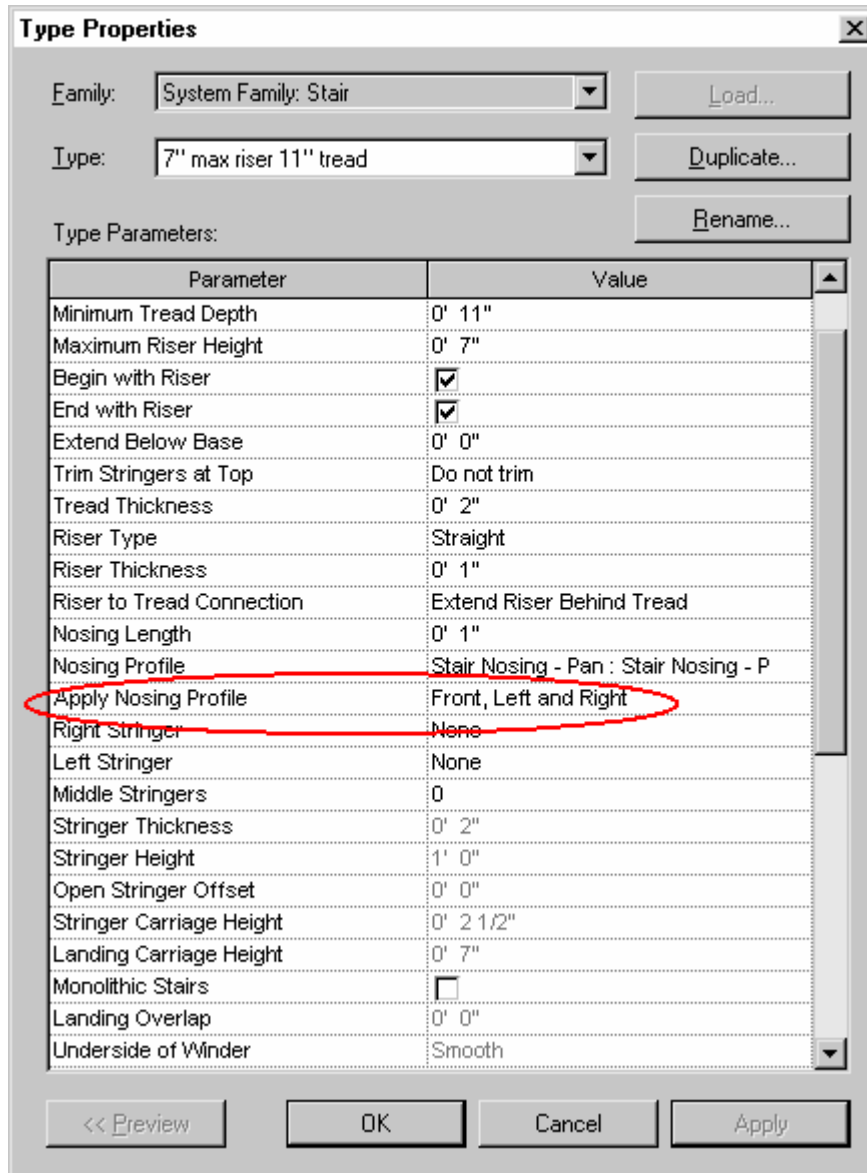 Type Properties
Family: System Family: Stair Load...
Type: 7" max riser 11" tread Duplicate...
Rename...
Type Parameters:
Parameter Value
Minimum Tread Depth 0' 11"
Maximum Riser Height 0' 7"
Begin with Riser
End with Riser
Extend Below Base 0' 0"
Trim Stringers at Top Do not trim
Tread Thickness 0' 2"
Riser Type Straight
Riser Thickness 0' 1"
Riser to Tread Connection Extend Riser Behind Tread
Nosing Length 0' 1"
Nosing Profile Stair Nosing - Pan : Stair Nosing - P
Apply Nosing Profile Front, Left and Right
Right Stringer None
Left Stringer None
Middle Stringers 0
Stringer Thickness 0' 2"
Stringer Height 1' 0"
Open Stringer Offset 0' 0"
Stringer Carriage Height 0' 2 1/2"
Landing Carriage Height 0' 7"
Monolithic Stairs
Landing Overlap 0' 0"
Underside of Winder Smooth
<< Preview OK Cancel Apply